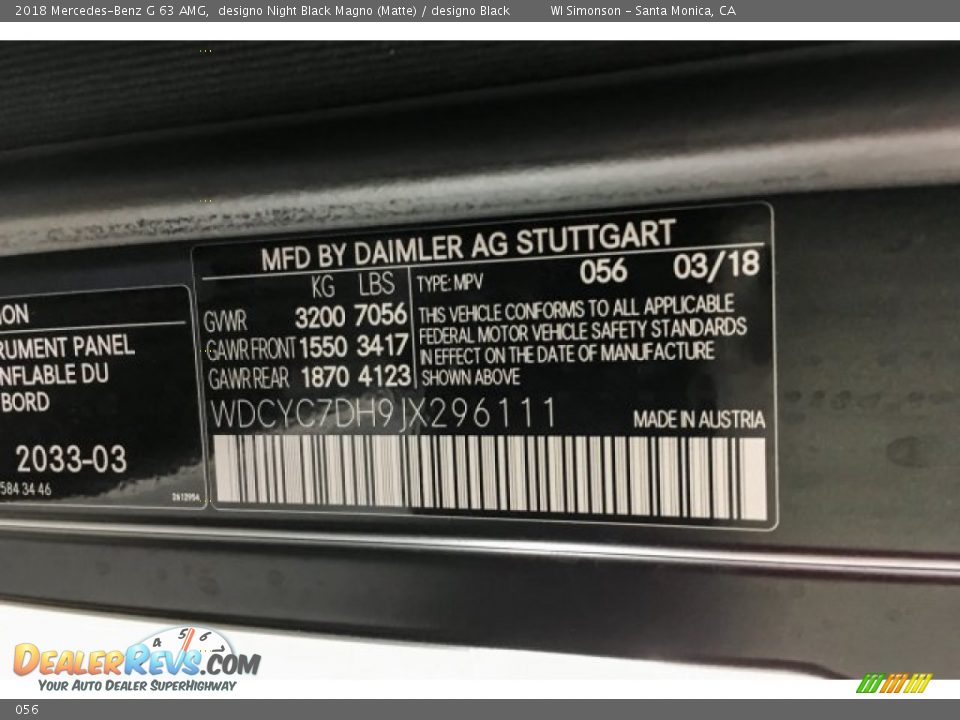 2018 Mercedes-Benz G 63 AMG, designo Night Black Magno (Matte) / designo Black WI Simonson - Santa Monica, CA
MFD BY DAIMLER AG STUTTGART
KG LBS
GVWR 3200 7056
GAWR FRONT 1550 3417
GAWR REAR 1870 4123
TYPE: MPV 056 03/18
THIS VEHICLE CONFORMS TO ALL APPLICABLE
FEDERAL MOTOR VEHICLE SAFETY STANDARDS
IN EFFECT ON THE DATE OF MANUFACTURE
SHOWN ABOVE
WDCYC7DH9JX296111
MADE IN AUSTRIA
ION
RUMENT PANEL
NFLABLE DU
BORD
2033-03
584 34 46
4 5 6
DEALERREVS.COM
YOUR AUTO DEALER SUPERHIGHWAY
056